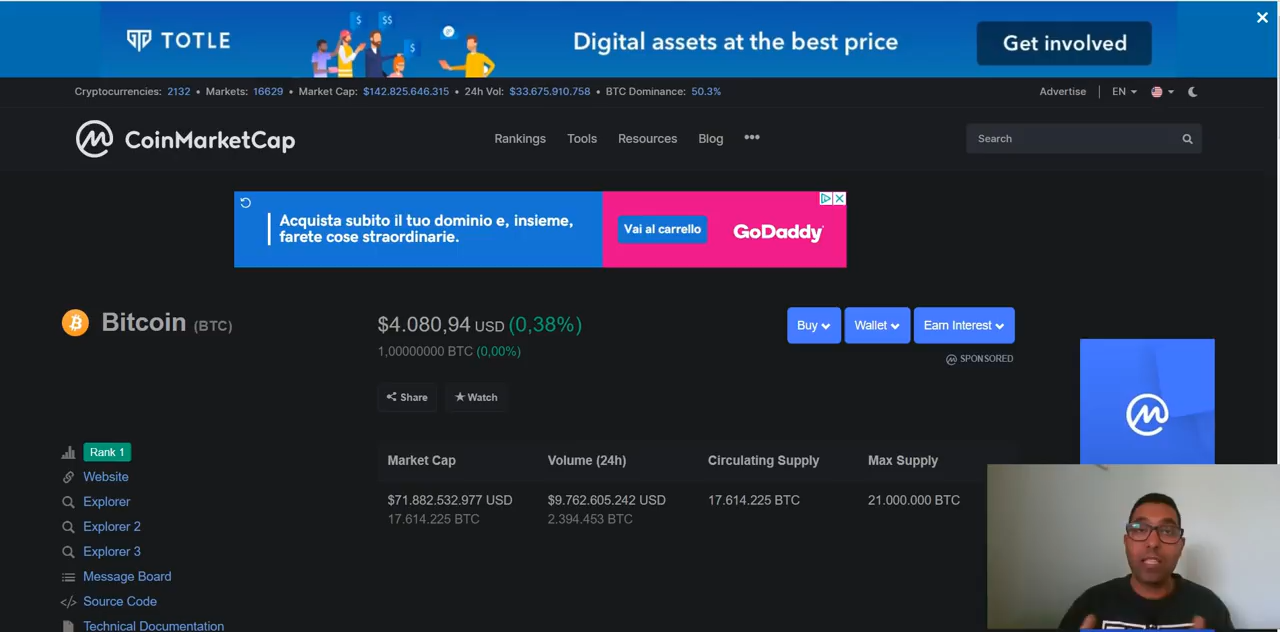 TOTLE
$ $$ $
Digital assets at the best price
Get involved
Cryptocurrencies: 2132 • Markets: 16629 • Market Cap: $142.825.646.315 • 24h Vol: $33.675.910.758 • BTC Dominance: 50.3%
Advertise | EN
CoinMarketCap
Rankings Tools Resources Blog •••
Search
Acquista subito il tuo dominio e, insieme,
farete cose straordinarie.
Vai al carrello
GoDaddy
Bitcoin (BTC)
$4.080,94 USD (0,38%)
1,00000000 BTC (0,00%)
Buy Wallet Earn Interest
SPONSORED
Share Watch
Rank 1
Website
Explorer
Explorer 2
Explorer 3
Message Board
Source Code
Technical Documentation
Market Cap Volume (24h) Circulating Supply Max Supply
$71.882.532.977 USD $9.762.605.242 USD 17.614.225 BTC 21.000.000 BTC
17.614.225 BTC 2.394.453 BTC